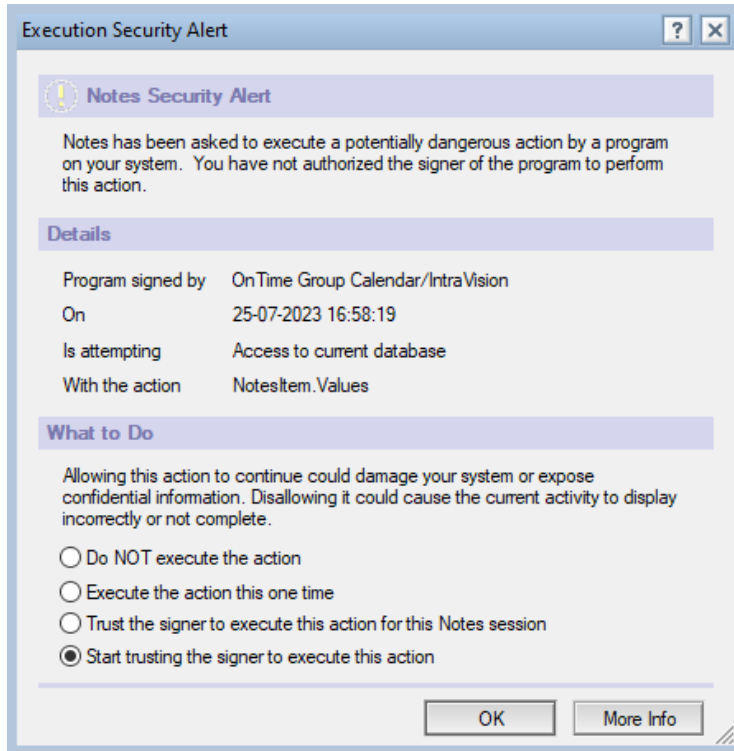 Execution Security Alert
?
Notes Security Alert
Notes has been asked to execute a potentially dangerous action by a program
on your system. You have not authorized the signer of the program to perform
this action.
Details
Program signed by OnTime Group Calendar/IntraVision
On 25-07-2023 16:58:19
Is attempting Access to current database
With the action NotesItem.Values
What to Do
Allowing this action to continue could damage your system or expose
confidential information. Disallowing it could cause the current activity to display
incorrectly or not complete.
Do NOT execute the action
Execute the action this one time
Trust the signer to execute this action for this Notes session
Start trusting the signer to execute this action
OK More Info